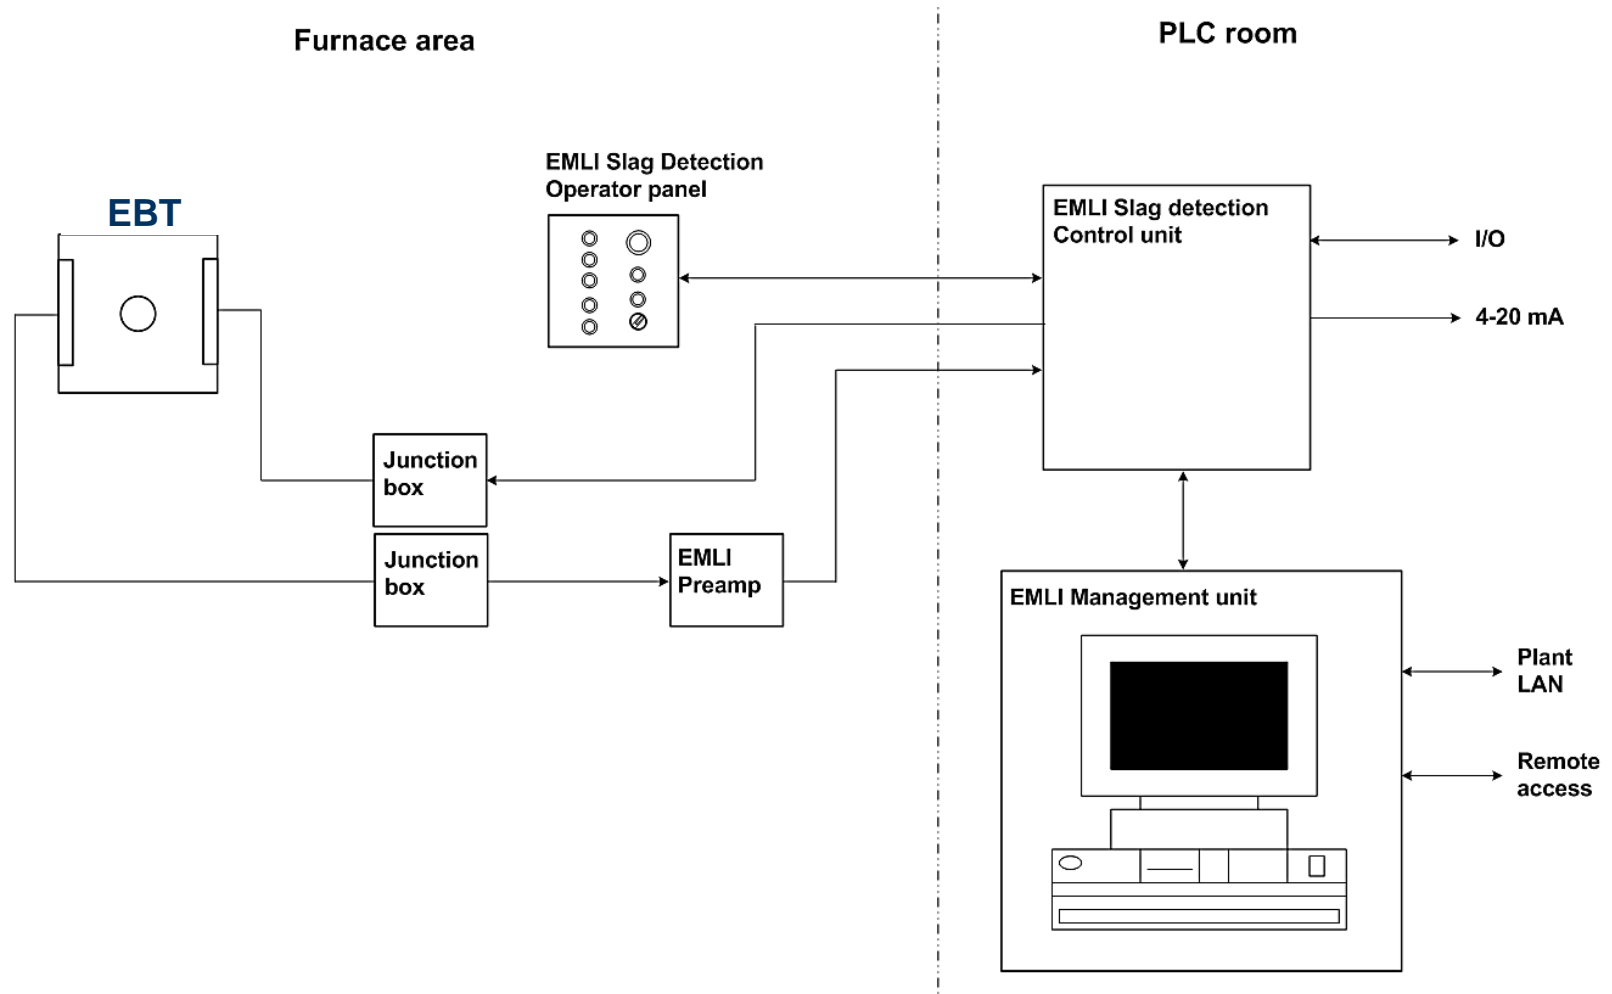 Furnace area
PLC room
EMLI Slag Detection
Operator panel
EBT
EMLI Slag detection
Control unit
I/O
4-20 mA
Junction
box
Junction
box
EMLI
Preamp
EMLI Management unit
Plant
LAN
Remote
access